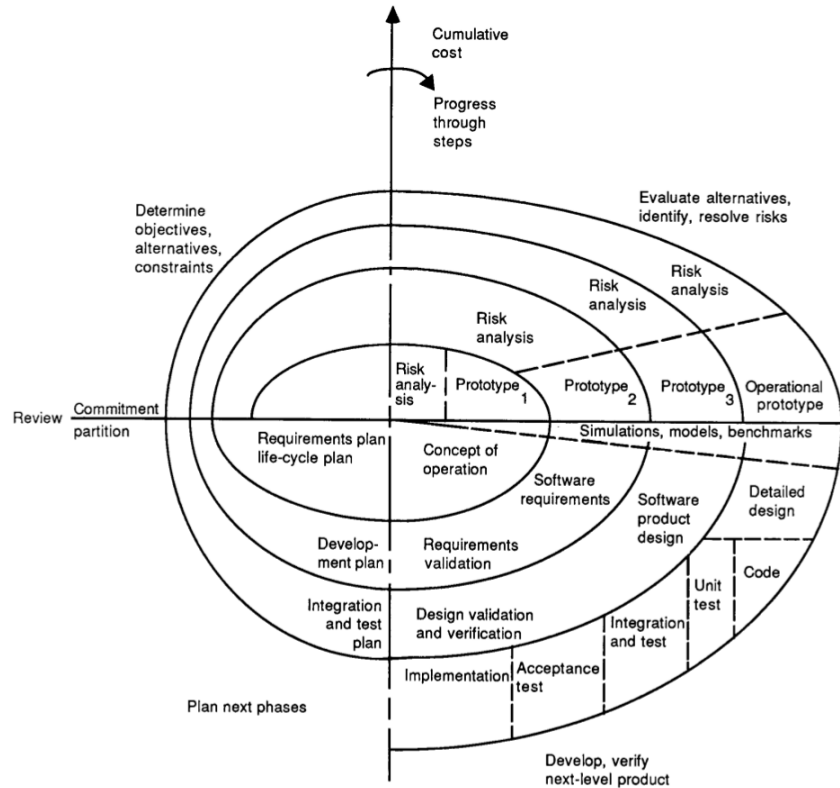 Cumulative
cost
Progress
through
steps
Evaluate alternatives,
identify, resolve risks
Determine
objectives,
alternatives,
constraints
Risk
analysis
Risk
analysis
Risk
analysis
Risk
analy-
sis
Prototype 1
Prototype 2
Prototype 3
Operational
prototype
Review
Commitment
partition
Simulations, models, benchmarks
Requirements plan
life-cycle plan
Concept of
operation
Software
requirements
Software
product
design
Detailed
design
Develop-
ment plan
Requirements
validation
Code
Unit
test
Integration
and test
plan
Design validation
and verification
Integration
and test
Acceptance
test
Implementation
Plan next phases
Develop, verify
next-level product